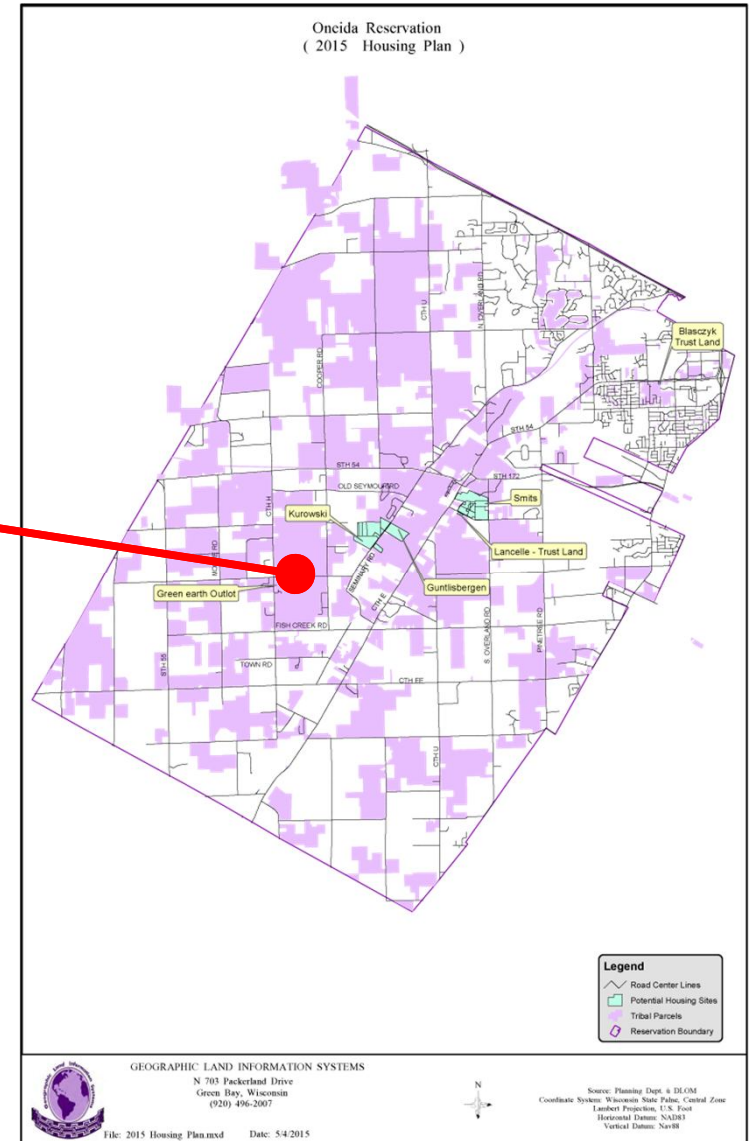 Oneida Reservation
( 2015 Housing Plan )
Blasczyk
Trust Land
CTH U
N. OVERLAND RD
COOPER RD
STH 54
STH 54
STH 172
OLD SEYMOUR RD
CTH H
Smits
Kurowski
Lancelle - Trust Land
Guntlisbergen
Green earth Outlot
SEMINARY RD
CTH E
FISH CREEK RD
S. OVERLAND RD
PINETREE RD
STH 55
TOWN RD
CTH EE
CTH U
Legend
Road Center Lines
Potential Housing Sites
Tribal Parcels
Reservation Boundary
GEOGRAPHIC LAND INFORMATION SYSTEMS
N 703 Packerland Drive
Green Bay, Wisconsin
(920) 496-2007
File: 2015 Housing Plan.mxd Date: 5/4/2015
N
Source: Planning Dept. & DLOM
Coordinate System: Wisconsin State Palne, Central Zone
Lambert Projection, U.S. Foot
Horizontal Datum: NAD83
Vertical Datum: Nav88